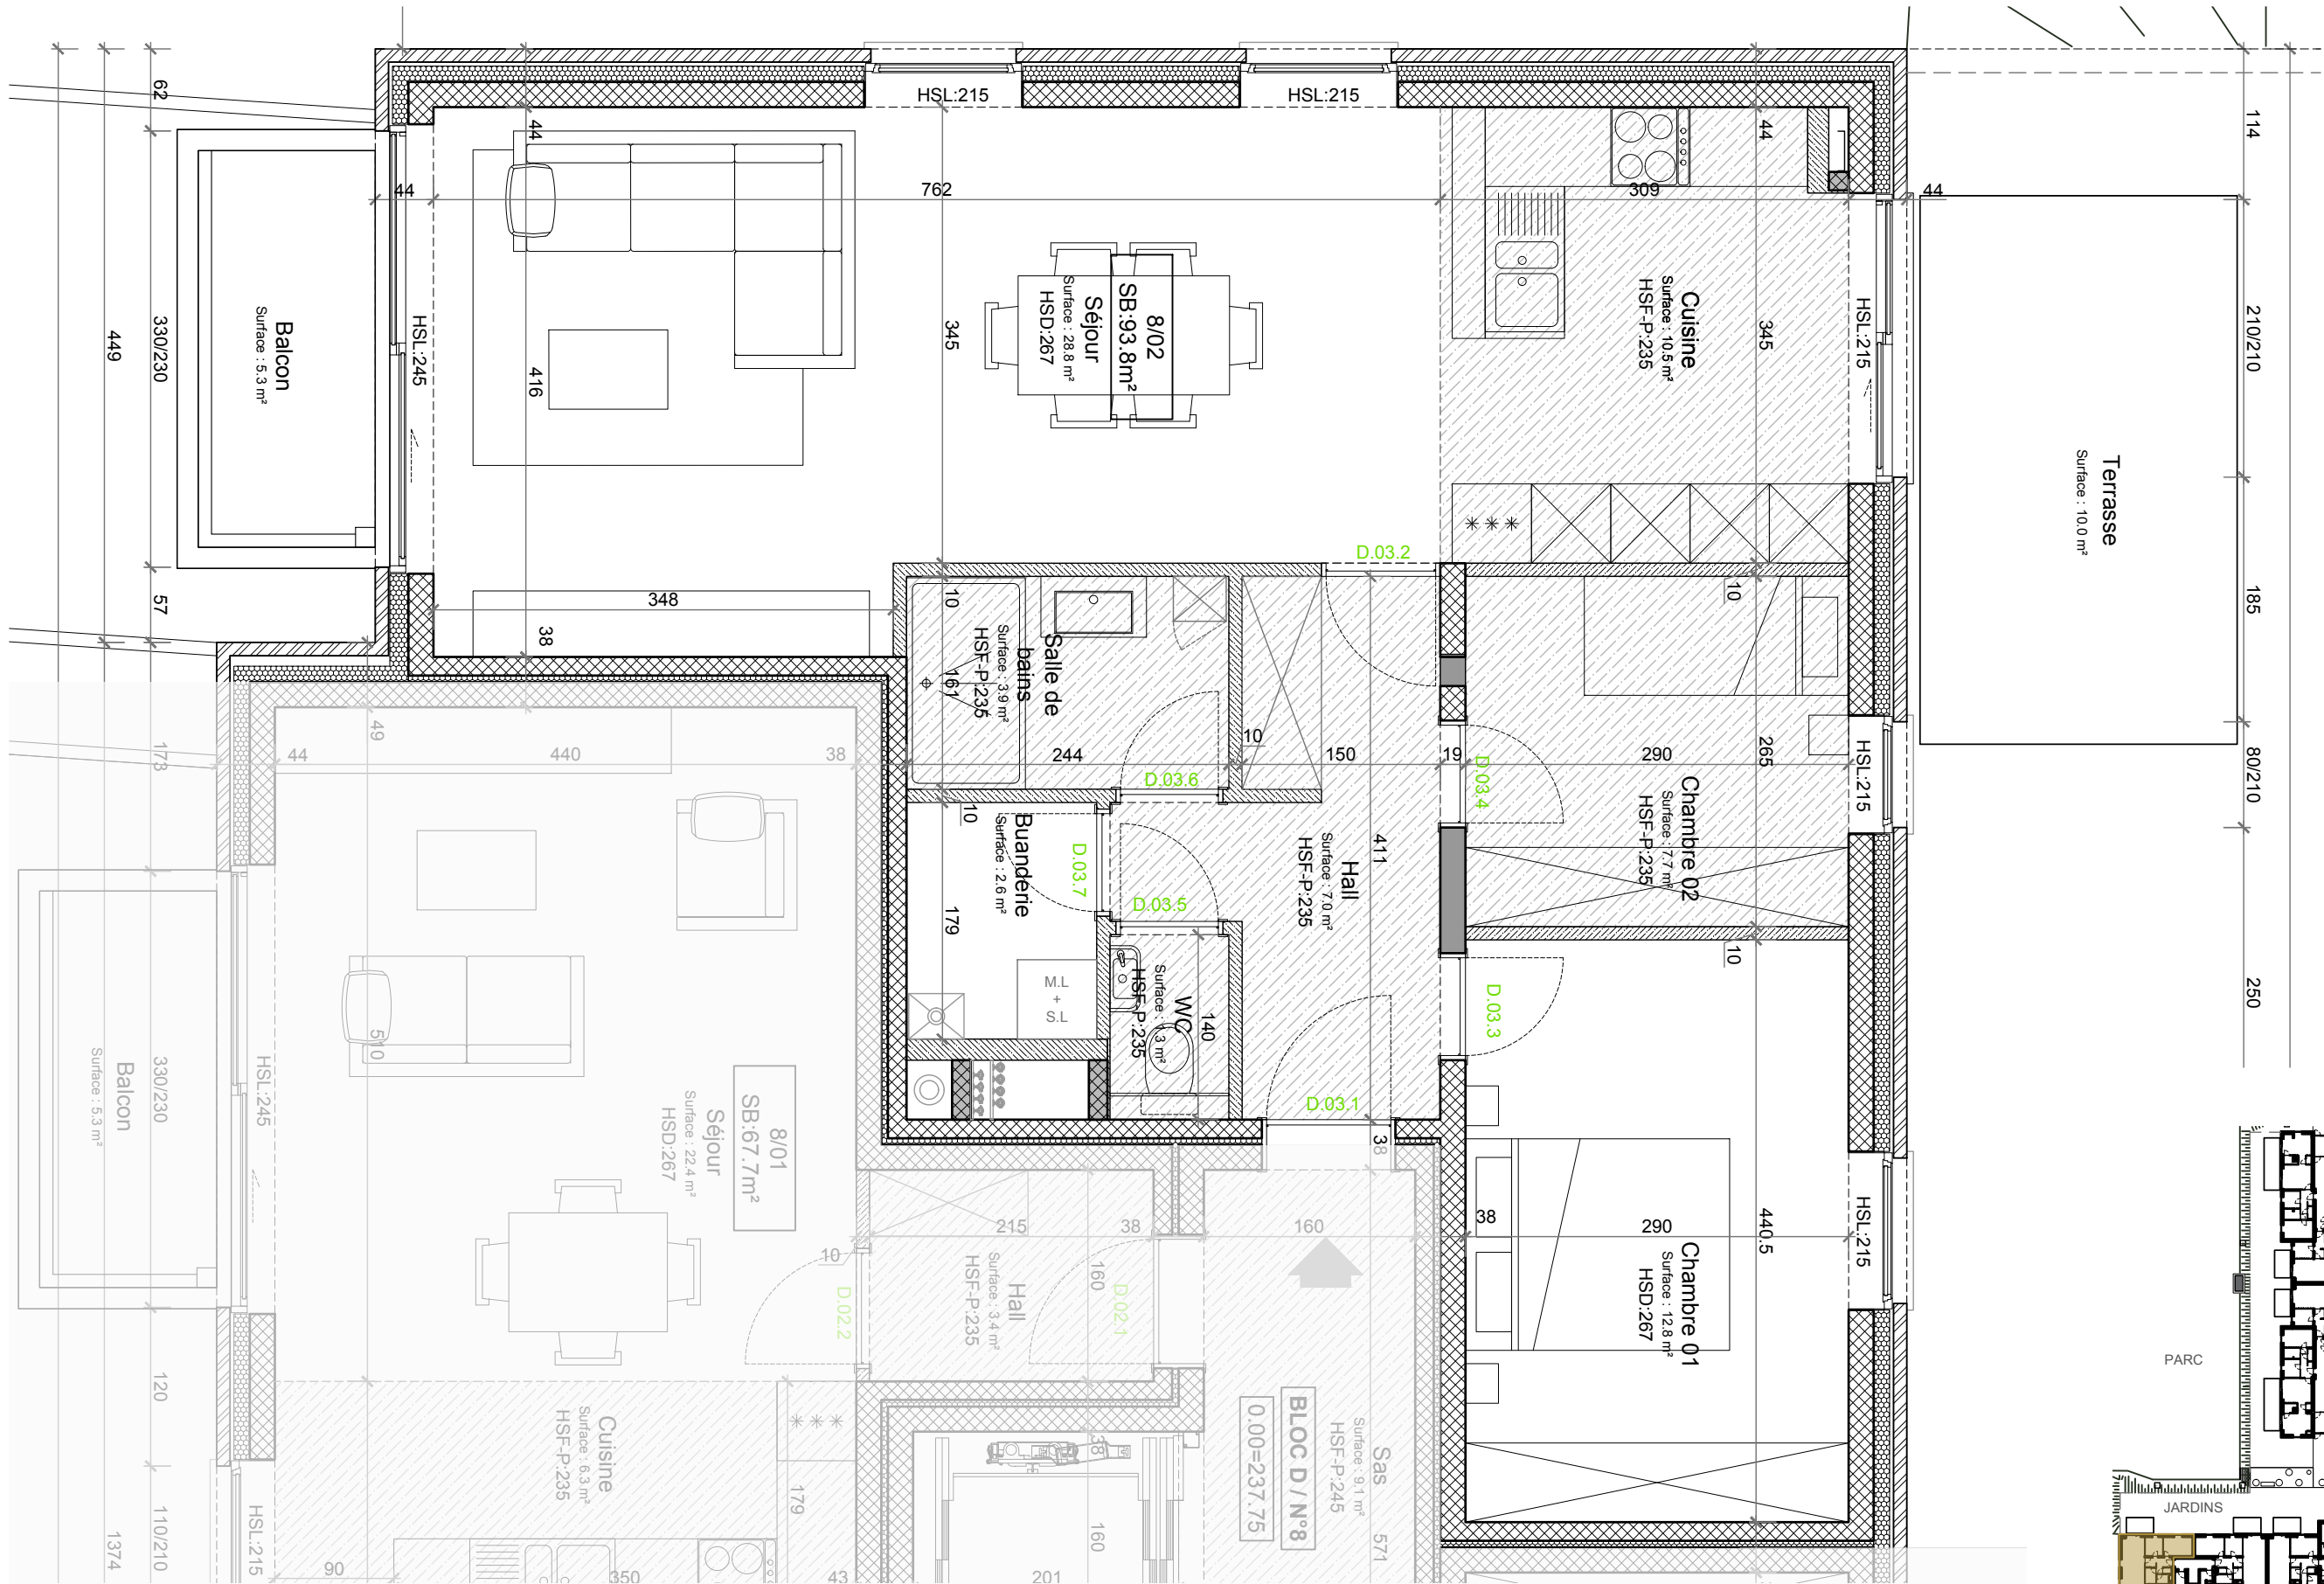 HSL:215
HSL:215
62
44
44
114
44
762
309
44
Balcon
Surface : 5.3 m²
330/230
449
HSL:245
416
345
8/02
SB:93.8m²
Séjour
Surface : 28.8 m²
HSD:267
Cuisine
Surface : 10.5 m²
HSF-P:235
345
HSL:215
Terrasse
Surface : 10.0 m²
210/210
D.03.2
57
348
38
10
10
185
Salle de
bains
Surface : 3.9 m²
HSF-P:235
161
173
49
44
440
38
244
10
150
19
290
265
D.03.6
D.03.4
HSL:215
80/210
Chambre 02
Surface : 7.7 m²
HSF-P:235
10
Buanderie
Surface : 2.6 m²
D.03.7
179
D.03.5
Hall
Surface : 7.0 m²
HSF-P:235
411
10
250
M.L
+
S.L
WC
HSF-P:235
140
D.03.3
D.03.1
510
HSL:245
Balcon
Surface : 5.3 m²
330/230
8/01
SB:67.7m²
Séjour
Surface : 22.4 m²
HSD:267
38
215
38
160
38
290
440.5
HSL:215
10
D.02.2
Hall
Surface : 3.4 m²
HSF-P:235
160
D.02.1
Chambre 01
Surface : 12.8 m²
HSD:267
120
Cuisine
Surface : 6.3 m²
HSF-P:235
BLOC D / N°8
0.00=237.75
Sas
Surface : 9.1 m²
HSF-P:245
38
179
160
571
1374
110/210
HSL:215
90
350
43
201
PARC
JARDINS